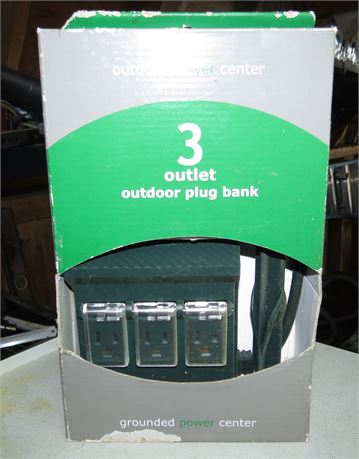 outdoor power center
3
outlet
outdoor plug bank
grounded power center